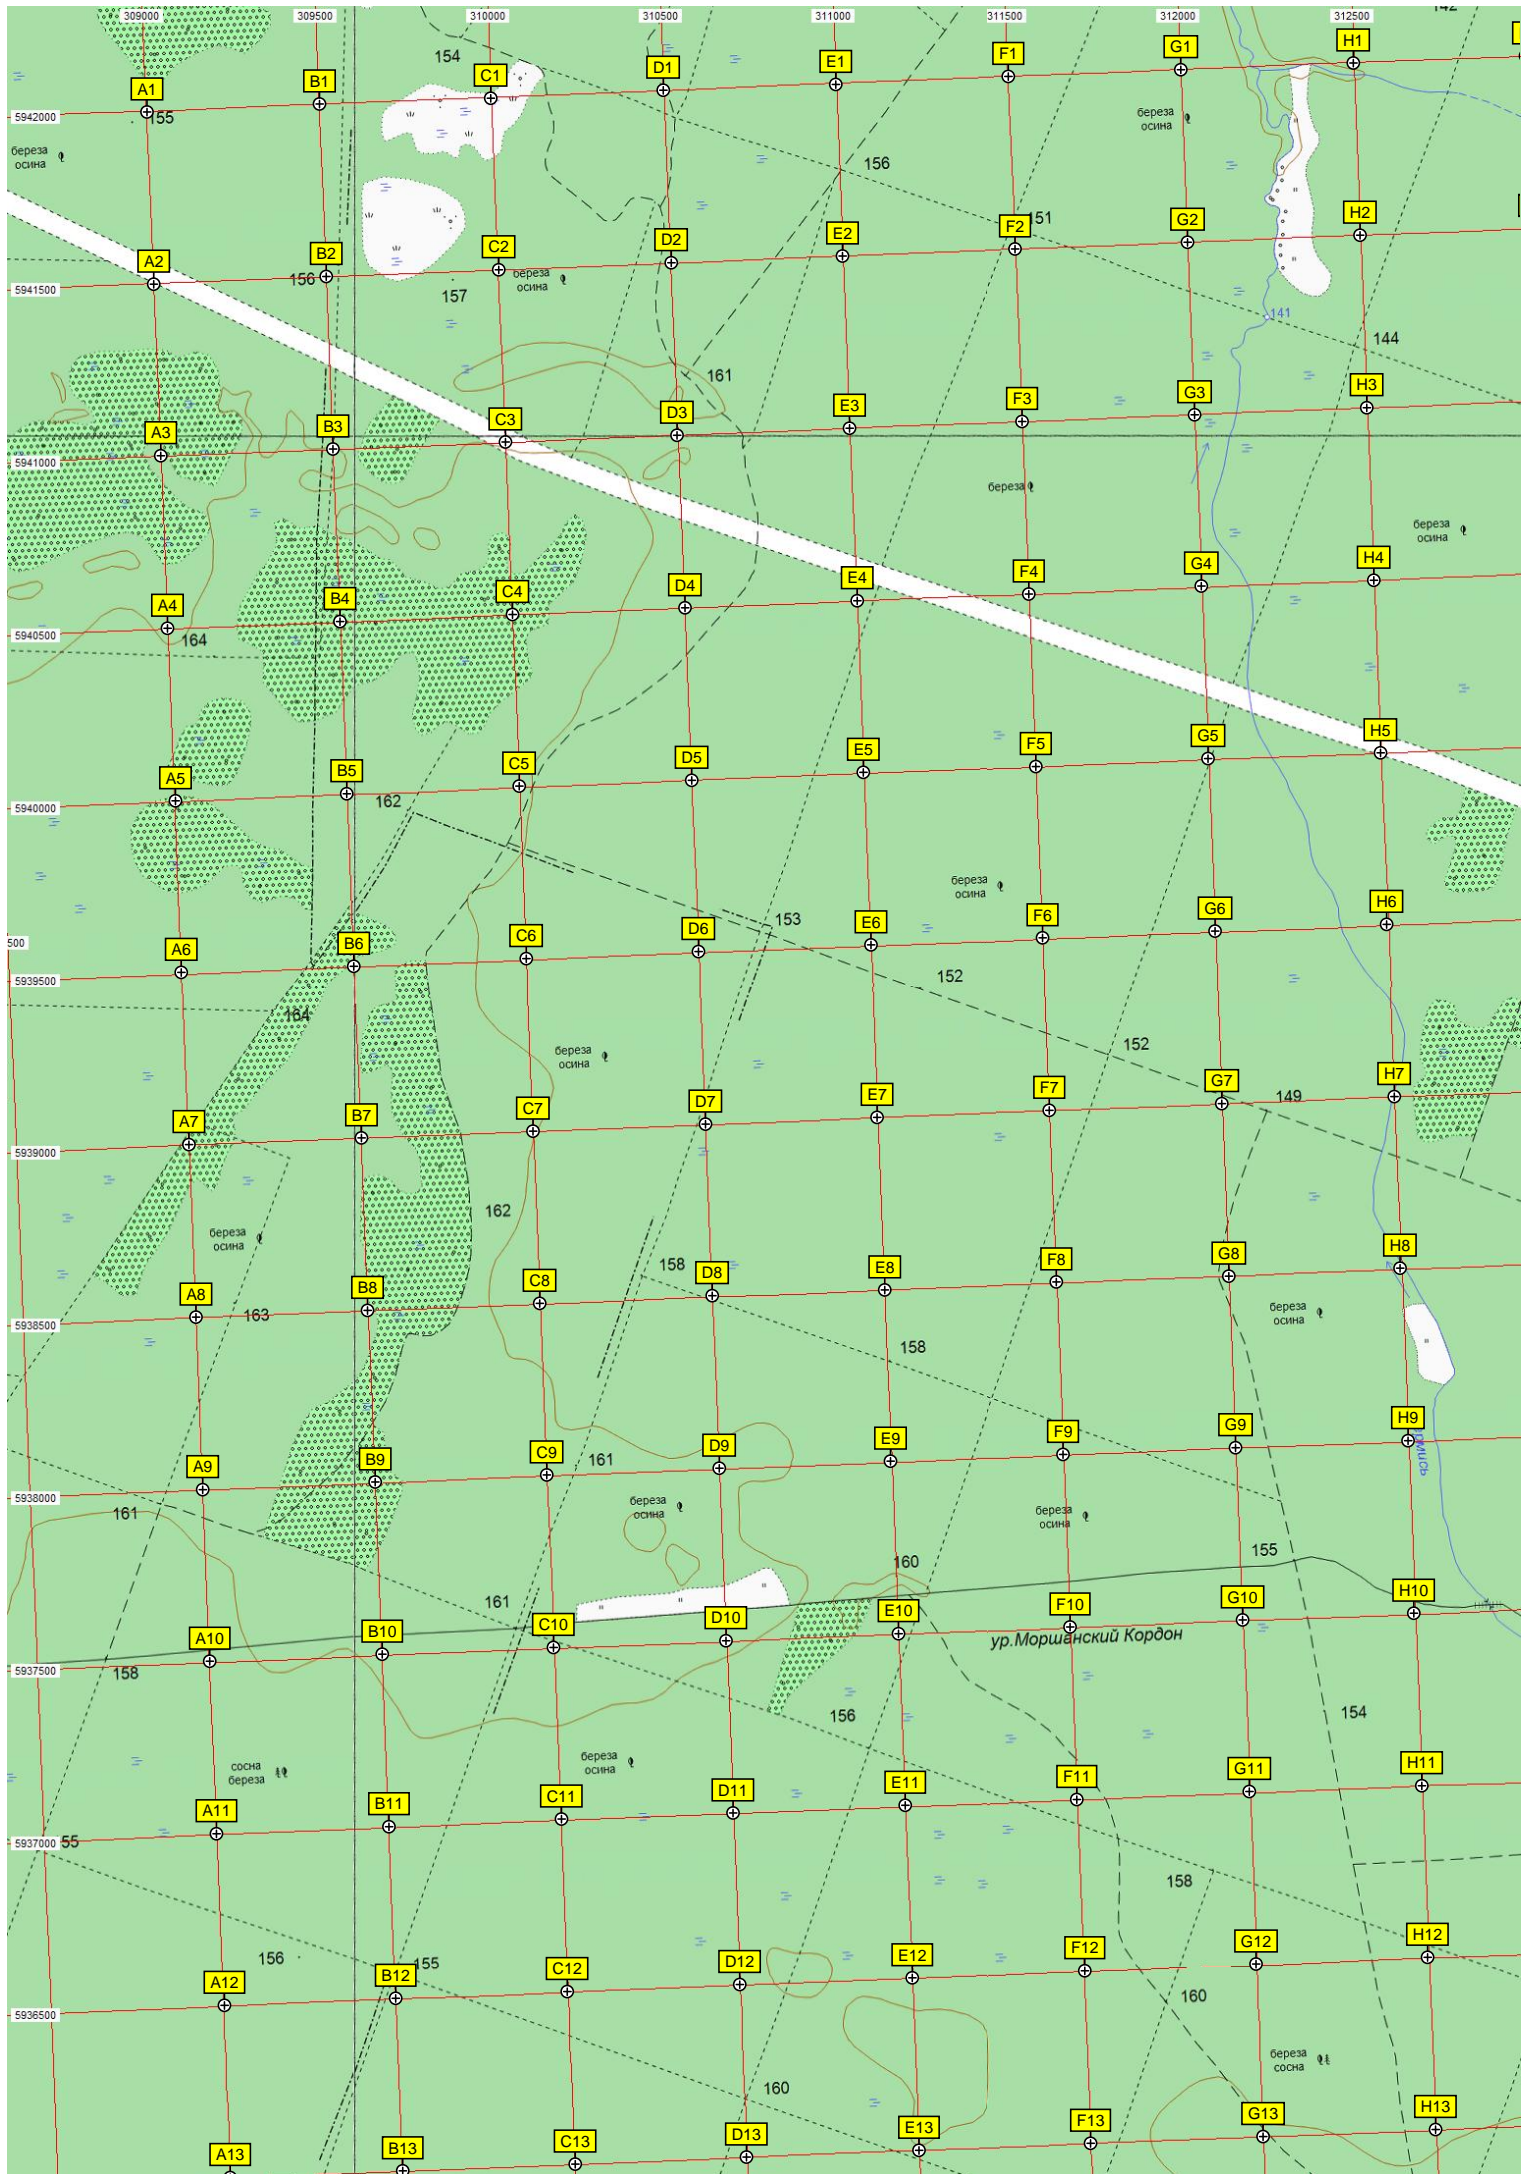 309000 309500 310000 310500 311000 311500 312000 312500
142
154
A1 B1 C1 D1 E1 F1 G1 H1
5942000
155
береза
осина
береза
осина
156
151
A2 B2 C2 D2 E2 F2 G2 H2
5941500
156
157
береза
осина
141
144
161
A3 B3 C3 D3 E3 F3 G3 H3
5941000
береза
береза
осина
A4 B4 C4 D4 E4 F4 G4 H4
5940500
164
A5 B5 C5 D5 E5 F5 G5 H5
5940000
162
береза
осина
153
A6 B6 C6 D6 E6 F6 G6 H6
500
5939500
152
164
152
береза
осина
149
A7 B7 C7 D7 E7 F7 G7 H7
5939000
162
береза
осина
158
A8 B8 C8 D8 E8 F8 G8 H8
5938500
163
береза
осина
158
A9 B9 C9 D9 E9 F9 G9 H9
161
5938000
161
береза
осина
береза
осина
155
160
161
A10 B10 C10 D10 E10 F10 G10 H10
ур.Моршанский Кордон
5937500
158
156
154
сосна
береза
береза
осина
A11 B11 C11 D11 E11 F11 G11 H11
5937000
55
158
156
155
A12 B12 C12 D12 E12 F12 G12 H12
5936500
160
береза
сосна
160
A13 B13 C13 D13 E13 F13 G13 H13